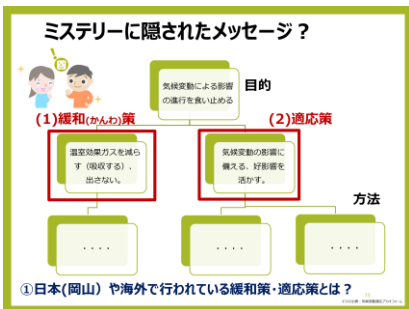 ミステリーに隠されたメッセージ？
気候変動による影響
の進行を食い止める
目的
(1)緩和(かんわ)策
(2)適応策
温室効果ガスを減ら
す（吸収する）、
出さない。
気候変動の影響に
備える、好影響を
活かす。
方法
・・・・
・・・・
・・・・
①日本(岡山）や海外で行われている緩和策・適応策とは？